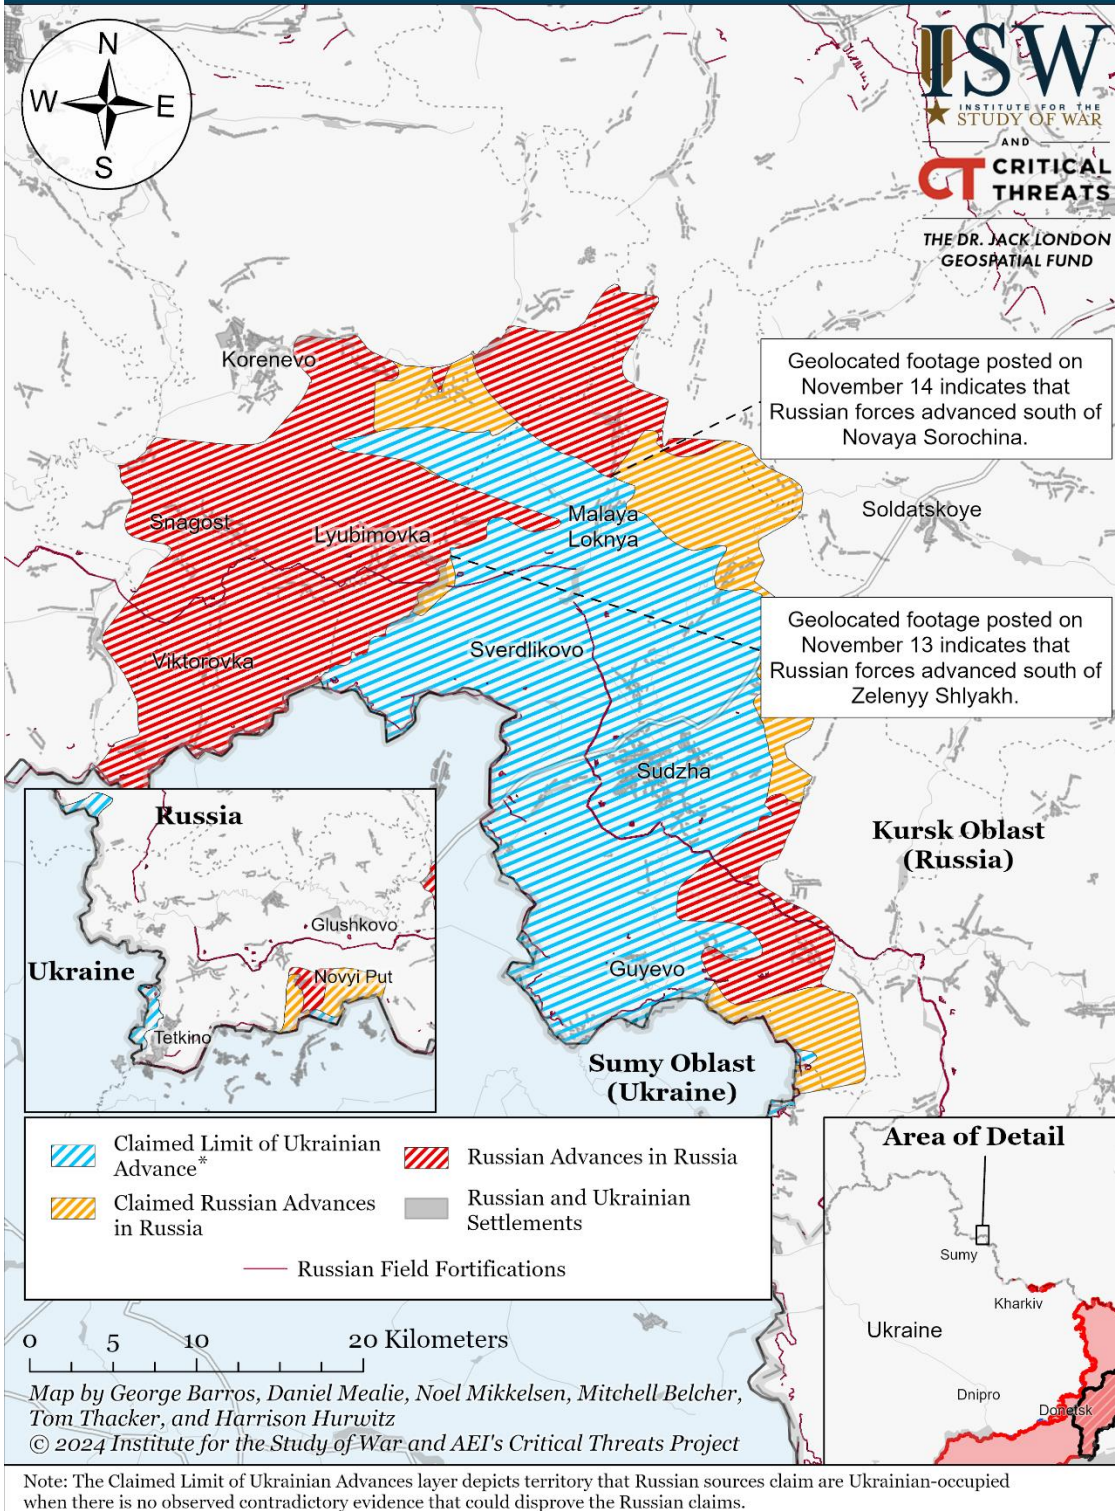 N
W
E
S
ISW
INSTITUTE FOR THE
STUDY OF WAR
AND
CT CRITICAL
THREATS
THE DR. JACK LONDON
GEOSPATIAL FUND
Korenevo
Geolocated footage posted on
November 14 indicates that
Russian forces advanced south of
Novaya Sorochina.
Snagost
Lyubimovka
Malaya
Loknya
Soldatskoye
Geolocated footage posted on
November 13 indicates that
Russian forces advanced south of
Zelenyy Shlyakh.
Viktorovka
Sverdlikovo
Sudzha
Kursk Oblast
(Russia)
Guyevo
Sumy Oblast
(Ukraine)
Russia
Glushkovo
Ukraine
Novyi Put
Tetkino
Claimed Limit of Ukrainian
Advance*
Russian Advances in Russia
Claimed Russian Advances
in Russia
Russian and Ukrainian
Settlements
Russian Field Fortifications
Area of Detail
Sumy
Kharkiv
Ukraine
Dnipro
Donetsk
0 5 10 20 Kilometers
Map by George Barros, Daniel Mealie, Noel Mikkelsen, Mitchell Belcher,
Tom Thacker, and Harrison Hurwitz
© 2024 Institute for the Study of War and AEI's Critical Threats Project
Note: The Claimed Limit of Ukrainian Advances layer depicts territory that Russian sources claim are Ukrainian-occupied
when there is no observed contradictory evidence that could disprove the Russian claims.